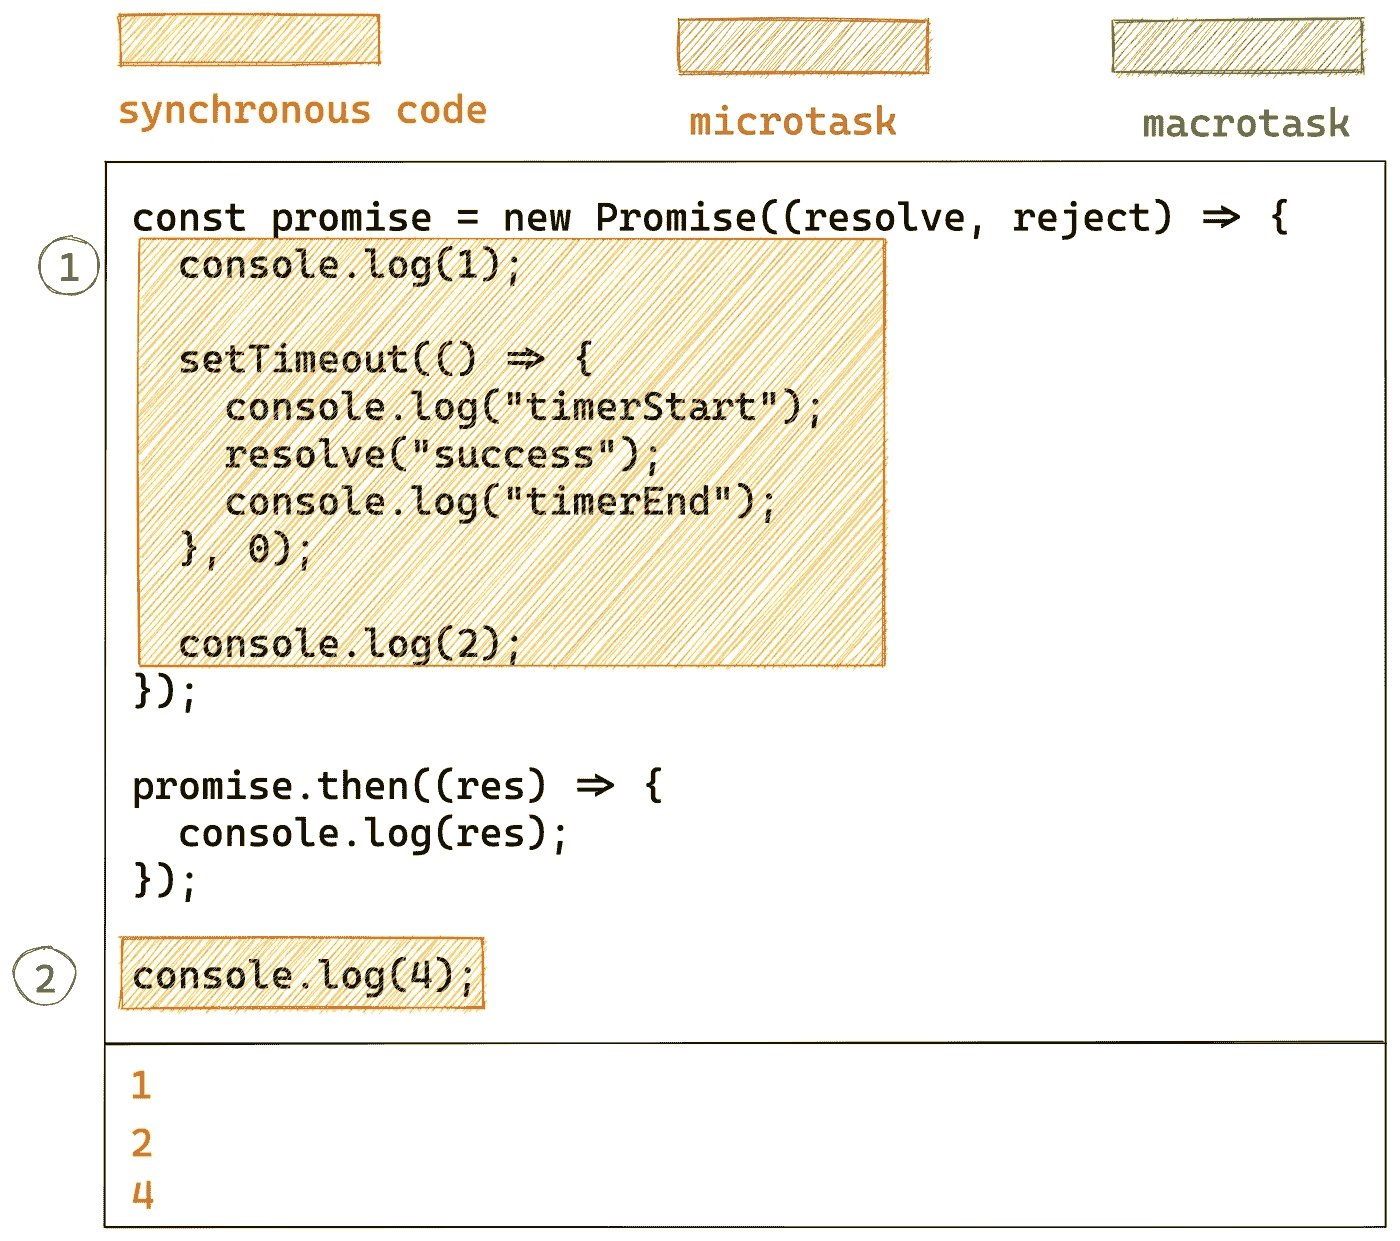 synchronous code
microtask
macrotask
const promise = new Promise((resolve, reject) => {
1
  console.log(1);
  setTimeout(() => {
    console.log("timerStart");
    resolve("success");
    console.log("timerEnd");
  }, 0);
  console.log(2);
});
promise.then((res) => {
  console.log(res);
});
2
console.log(4);
1
2
4